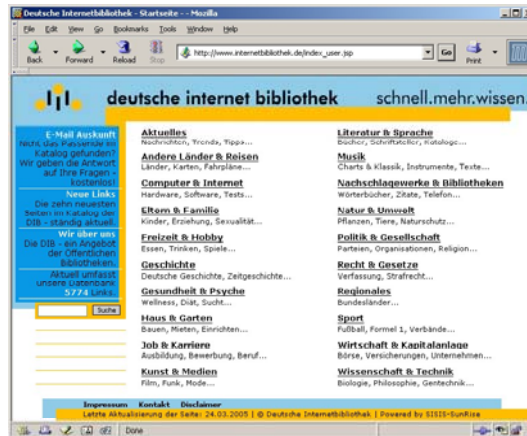 Deutsche Internetbibliothek - Startseite - - Mozilla
File Edit View Go Bookmarks Tools Window Help
Back Forward Reload Stop http://www.internetbibliothek.de/index_user.jsp Go Print
deutsche internet bibliothek schnell.mehr.wissen.
E-Mail Auskunft
Nicht das Passende im
Katalog gefunden?
Wir geben die Antwort
auf Ihre Fragen -
kostenlos!
Neue Links
Die zehn neuesten
Seiten im Katalog der
DIB - ständig aktuell.
Wir über uns
Die DIB - ein Angebot
der Öffentlichen
Bibliotheken.
Aktuell umfasst
unsere Datenbank
5774 Links.
Suche
Aktuelles
Nachrichten, Trends, Tipps...
Andere Länder & Reisen
Länder, Karten, Fahrpläne...
Computer & Internet
Hardware, Software, Tests...
Eltern & Familie
Kinder, Erziehung, Sexualität...
Freizeit & Hobby
Essen, Trinken, Spiele...
Geschichte
Deutsche Geschichte, Zeitgeschichte...
Gesundheit & Psyche
Wellness, Diät, Sucht...
Haus & Garten
Bauen, Mieten, Einrichten...
Job & Karriere
Ausbildung, Bewerbung, Beruf...
Kunst & Medien
Film, Funk, Mode...
Literatur & Sprache
Bücher, Schriftsteller, Kataloge...
Musik
Charts & Klassik, Instrumente, Texte...
Nachschlagewerke & Bibliotheken
Wörterbücher, Zitate, Telefon...
Natur & Umwelt
Pflanzen, Tiere, Naturschutz...
Politik & Gesellschaft
Parteien, Organisationen, Religion...
Recht & Gesetze
Verfassung, Strafrecht...
Regionales
Bundesländer...
Sport
Fußball, Formel 1, Verbände...
Wirtschaft & Kapitalanlage
Börse, Versicherungen, Unternehmen...
Wissenschaft & Technik
Biologie, Philosophie, Gentechnik...
Impressum Kontakt Disclaimer
Letzte Aktualisierung der Seite: 24.03.2005 | © Deutsche Internetbibliothek | Powered by SISIS-SunRise
Done